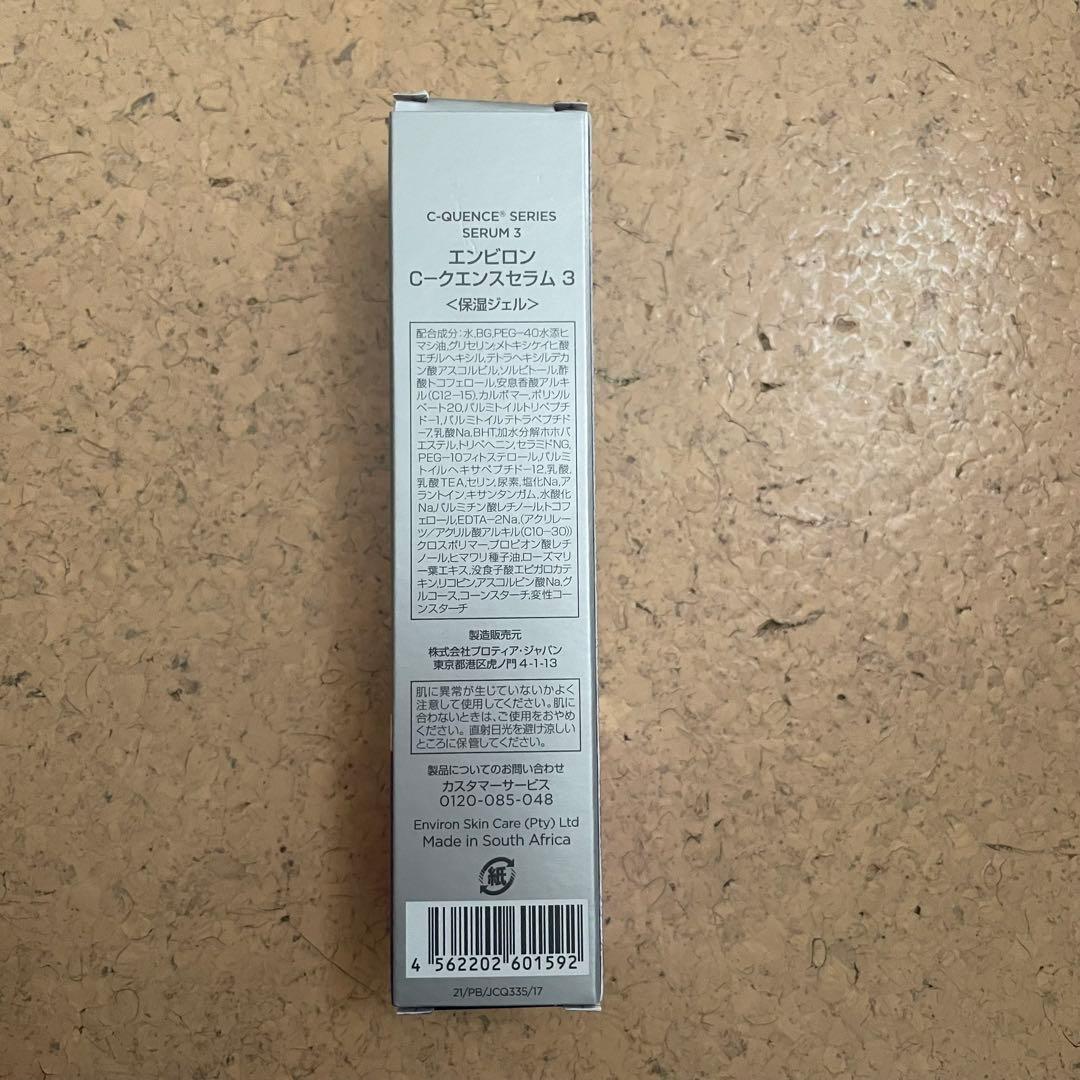 C-QUENCE® SERIES
SERUM 3
エンビロン
C-クエンスセラム 3
<保湿ジェル>
配合成分:水,BG,PEG-40水添ヒ
マシ油,グリセリン,メトキシケイヒ酸
エチルヘキシル,テトラヘキシルデカ
ン酸アスコルビル,ソルビトール,酢
酸トコフェロール,安息香酸アルキ
ル(C12-15),カルボマー,ポリソル
ベート20,パルミトイルトリペプチ
ド-1,パルミトイルテトラペプチド
-7,乳酸Na,BHT,加水分解ホホバ
エステル,トリベヘニン,セラミドNG,
PEG-10フィトステロール,パルミ
トイルヘキサペプチド-12,乳酸,
乳酸TEA,セリン,尿素,塩化Na,ア
ラントイン,キサンタンガム,水酸化
Na,パルミチン酸レチノール,トコフ
ェロール,EDTA-2Na,(アクリレー
ツ/アクリル酸アルキル(C10-30))
クロスポリマー,プロピオン酸レチ
ノール,ヒマワリ種子油,ローズマリ
ー葉エキス,没食子酸エピガロカテ
キン,リコピン,アスコルビン酸Na,グ
ルコース,コーンスターチ,変性コー
ンスターチ
製造販売元
株式会社プロティア・ジャパン
東京都港区虎ノ門 4-1-13
肌に異常が生じていないかよく
注意して使用してください。肌に
合わないときは、ご使用をおやめ
ください。直射日光を避け涼しい
ところに保管してください。
製品についてのお問い合わせ
カスタマーサービス
0120-085-048
Environ Skin Care (Pty) Ltd
Made in South Africa
紙
4 562202 601592
21/PB/JCQ335/17